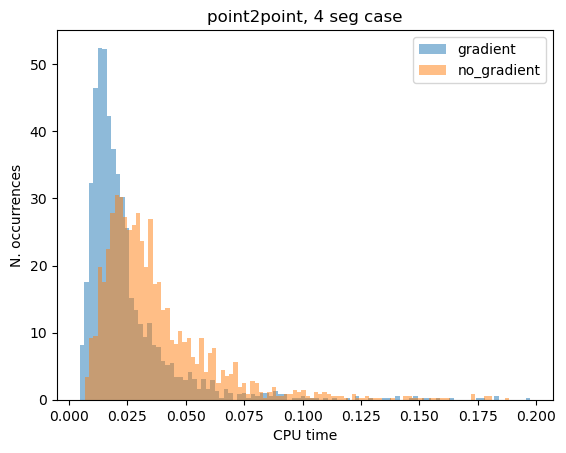 point2point, 4 seg case
gradient
no_gradient
N. occurrences
50
40
30
20
10
0
0.000 0.025 0.050 0.075 0.100 0.125 0.150 0.175 0.200
CPU time